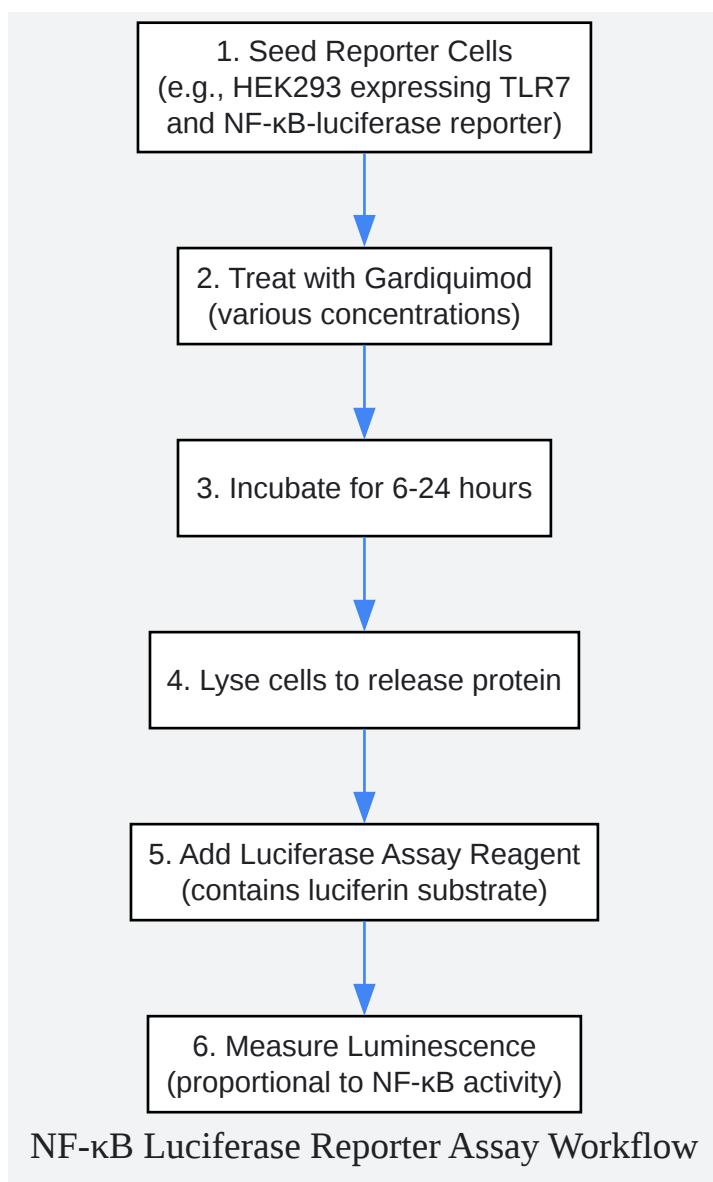 1. Seed Reporter Cells
(e.g., HEK293 expressing TLR7
and NF-κB-luciferase reporter)
2. Treat with Gardiquimod
(various concentrations)
3. Incubate for 6-24 hours
4. Lyse cells to release protein
5. Add Luciferase Assay Reagent
(contains luciferin substrate)
6. Measure Luminescence
(proportional to NF-κB activity)
NF-κB Luciferase Reporter Assay Workflow